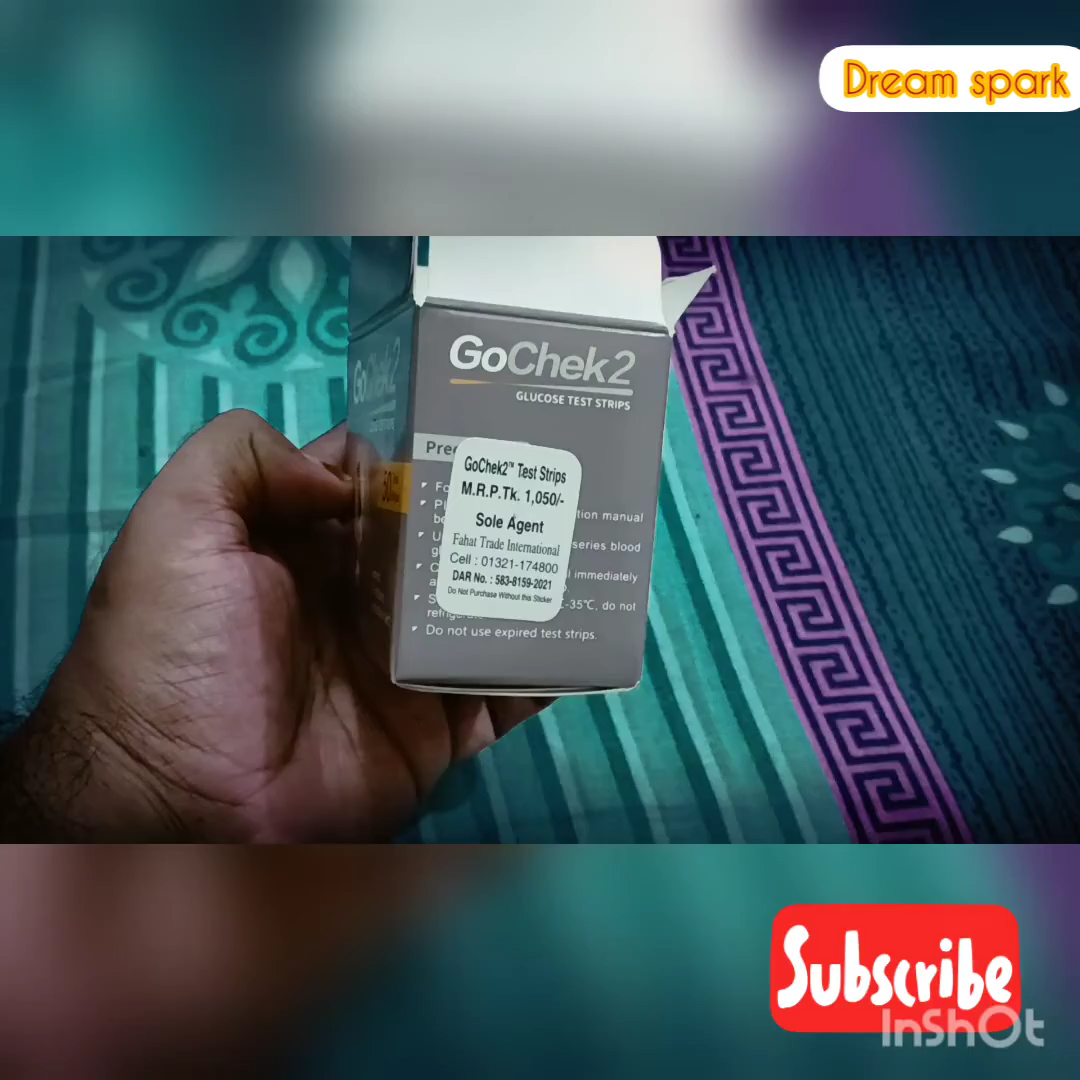 Dream spark
GoChek2
GLUCOSE TEST STRIPS
GoChek2
50
GoChek2™ Test Strips
M.R.P.Tk. 1,050/-
Sole Agent
Fahat Trade International
Cell : 01321-174800
DAR No. : 583-8159-2021
Do Not Purchase Without this Sticker
manual
series blood
immediately
-35℃, do not
Do not use expired test strips.
Subscribe
InShOt